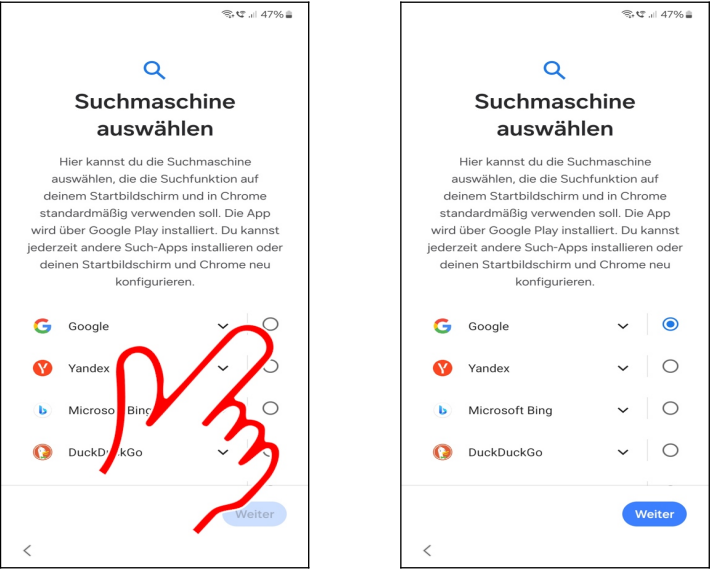 47%
Suchmaschine
auswählen
Hier kannst du die Suchmaschine
auswählen, die die Suchfunktion auf
deinem Startbildschirm und in Chrome
standardmäßig verwenden soll. Die App
wird über Google Play installiert. Du kannst
jederzeit andere Such-Apps installieren oder
deinen Startbildschirm und Chrome neu
konfigurieren.
Google
Yandex
Microsoft Bing
DuckDuckGo
Weiter
47%
Suchmaschine
auswählen
Hier kannst du die Suchmaschine
auswählen, die die Suchfunktion auf
deinem Startbildschirm und in Chrome
standardmäßig verwenden soll. Die App
wird über Google Play installiert. Du kannst
jederzeit andere Such-Apps installieren oder
deinen Startbildschirm und Chrome neu
konfigurieren.
Google
Yandex
Microsoft Bing
DuckDuckGo
Weiter